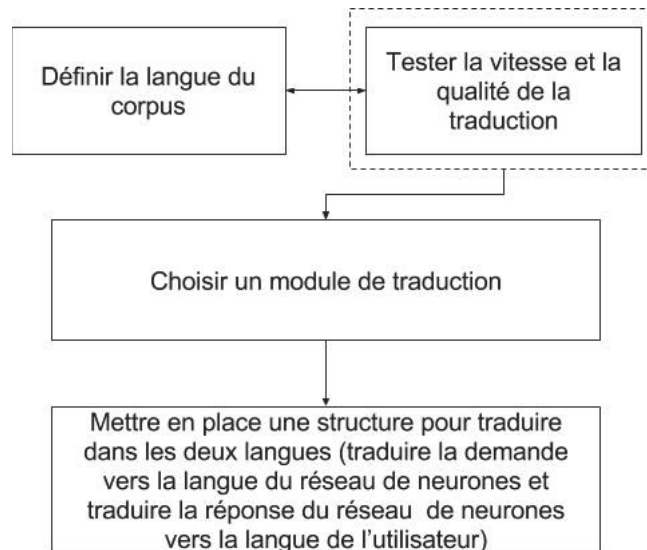 Définir la langue du
corpus
Tester la vitesse et la
qualité de la
traduction
Choisir un module de traduction
Mettre en place une structure pour traduire
dans les deux langues (traduire la demande
vers la langue du réseau de neurones et
traduire la réponse du réseau de neurones
vers la langue de l'utilisateur)